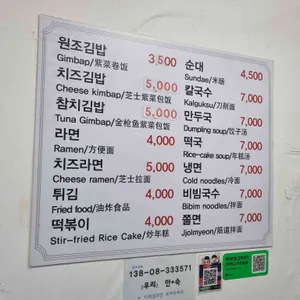 원조김밥 3,500
Gimbap/紫菜卷饭
치즈김밥 5,000
Cheese kimbap/芝士紫菜包饭
참치김밥 5,000
Tuna Gimbap/金枪鱼紫菜包饭
라면 4,000
Ramen/方便面
치즈라면 5,000
Cheese ramen/芝士拉面
튀김 4,000
Fried food/油炸食品
떡볶이 4,000
Stir-fried Rice Cake/炒年糕
순대 4,500
Sundae/米肠
칼국수 7,000
Kalguksu/刀削面
만두국 7,000
Dumpling soup/饺子汤
떡국 7,000
Rice-cake soup/年糕汤
냉면 7,000
Cold noodles/冷面
비빔국수 7,000
Bibim noodles/拌面
쫄면 7,000
Jjolmyeon/筋道拌面
138-08-333571